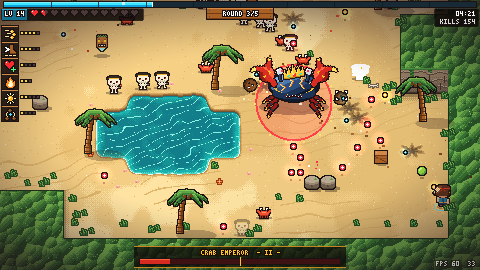 LV 14
ROUND 3/5
04:21
KILLS 154
CRAB EMPEROR - II -
FPS 60 33